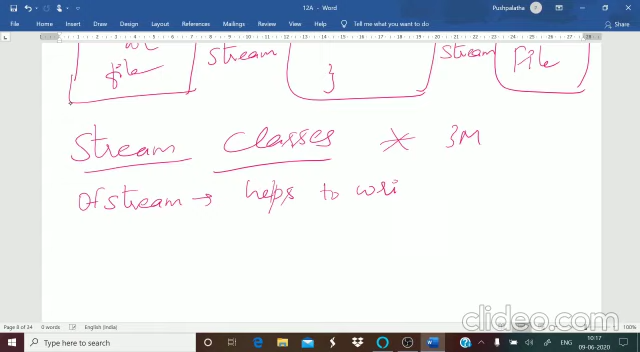 12A - Word
Pushpalatha
File Home Insert Draw Design Layout References Mailings Review View Help Tell me what you want to do
file Stream } Stream File
Stream Classes * 3M
Ofstream → helps to wri
Page 8 of 34 0 words English (India) 100%
clideo.com
Type here to search
10:17
09-06-2020